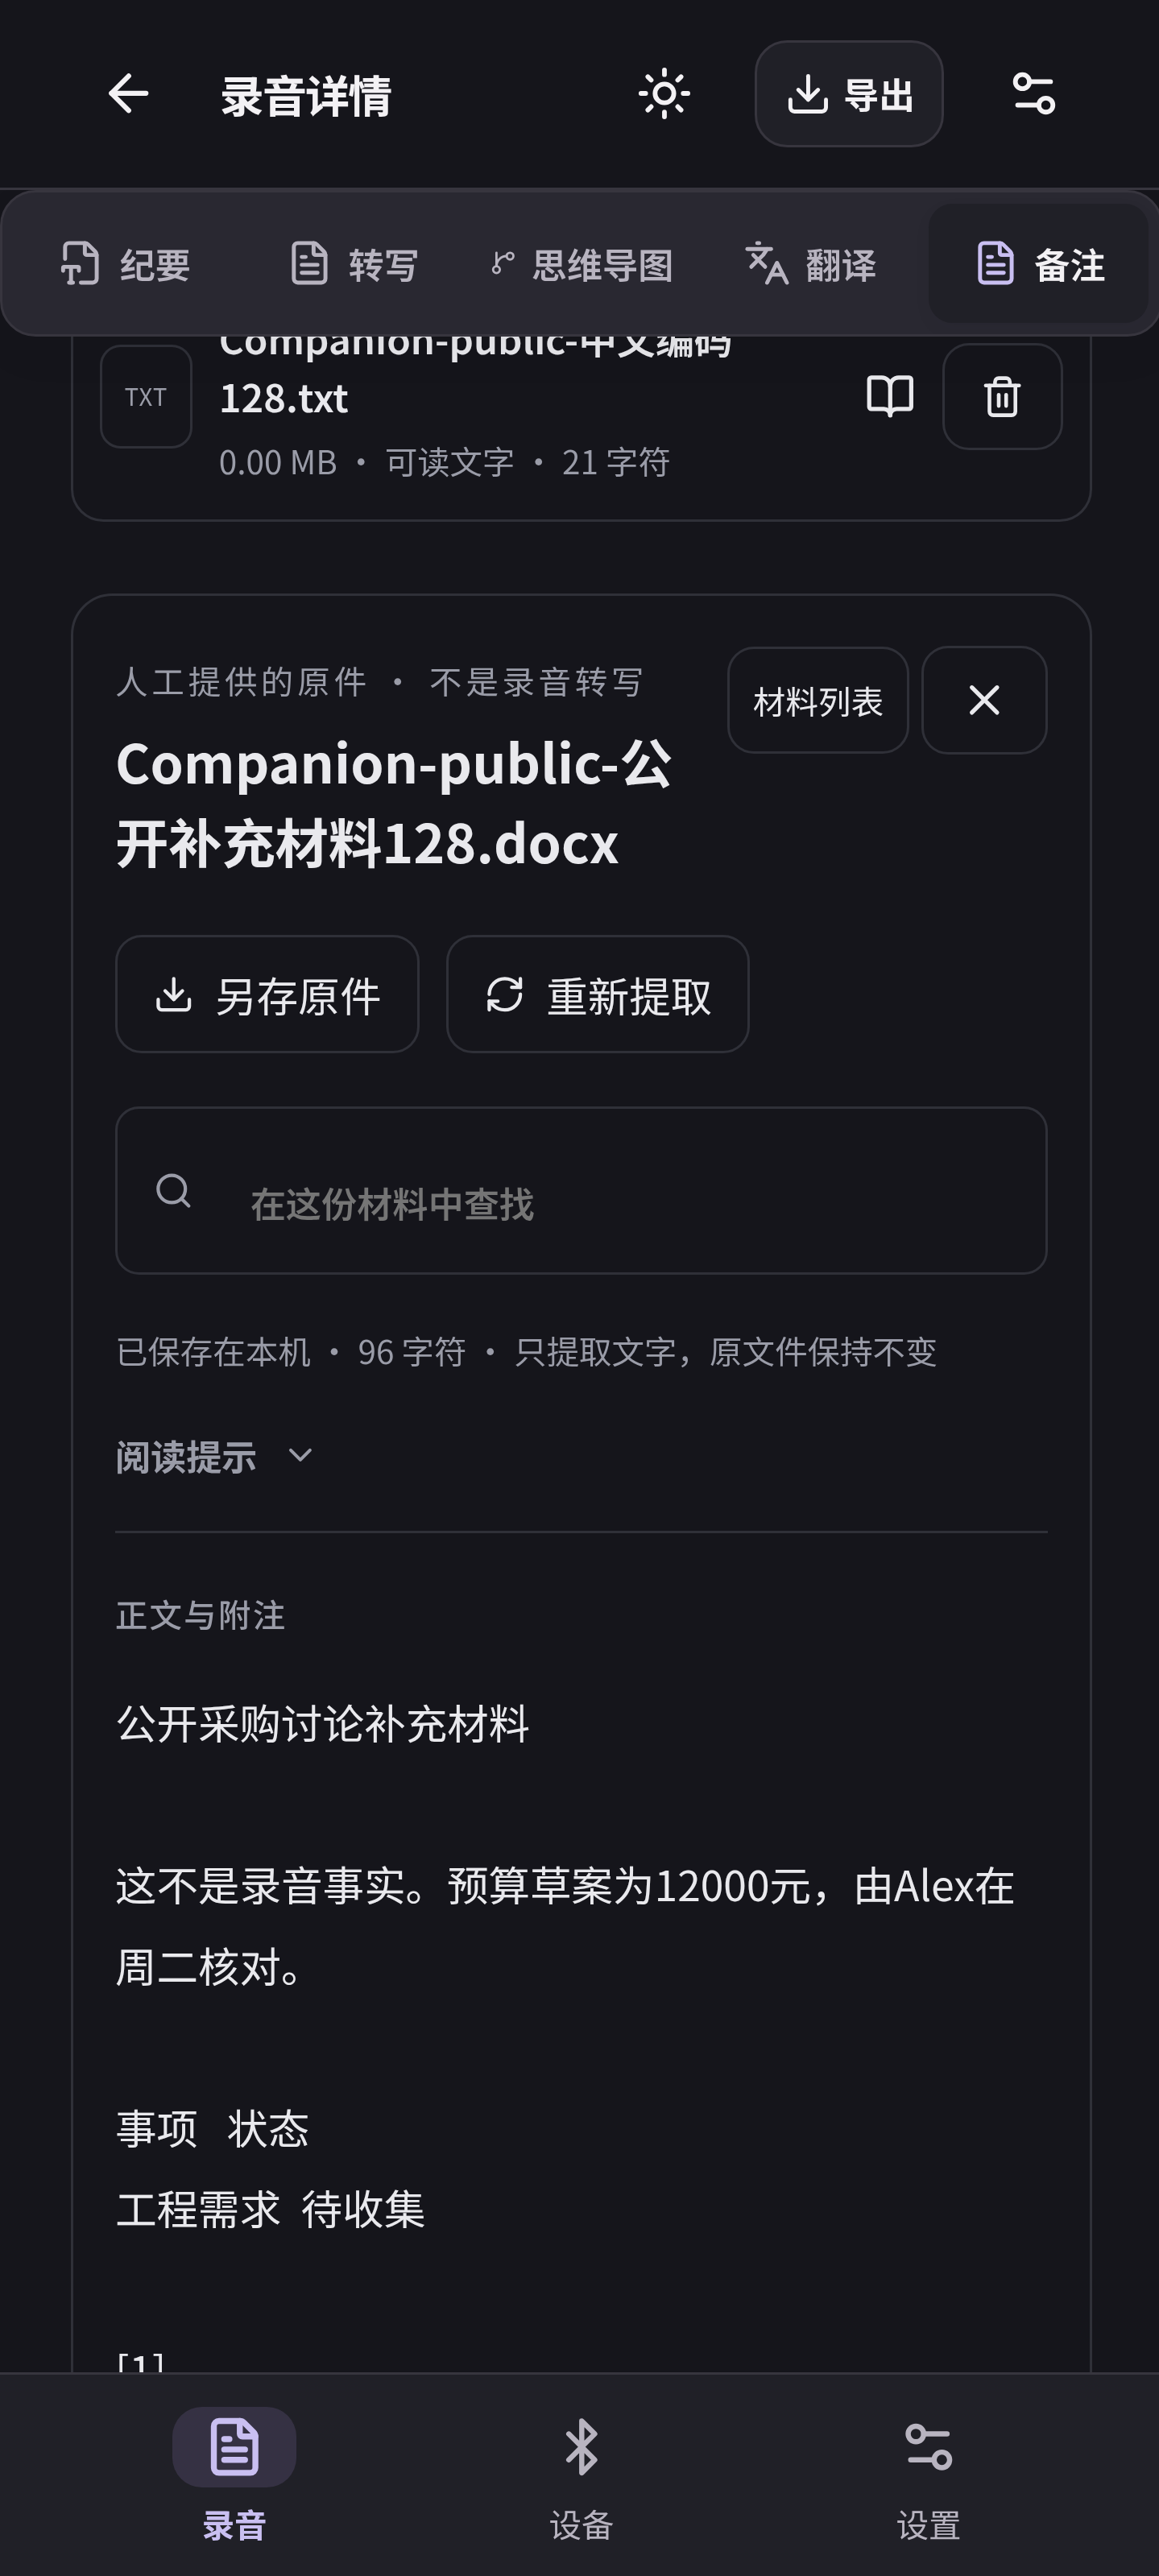 录音详情
导出
纪要
转写
思维导图
翻译
备注
Companion-public-中文编码
128.txt
TXT
0.00 MB · 可读文字 · 21 字符
人工提供的原件 · 不是录音转写
材料列表
Companion-public-公
开补充材料128.docx
另存原件
重新提取
在这份材料中查找
已保存在本机 · 96 字符 · 只提取文字，原文件保持不变
阅读提示
正文与附注
公开采购讨论补充材料
这不是录音事实。预算草案为12000元，由Alex在
周二核对。
事项 状态
工程需求 待收集
[1]
录音
设备
设置